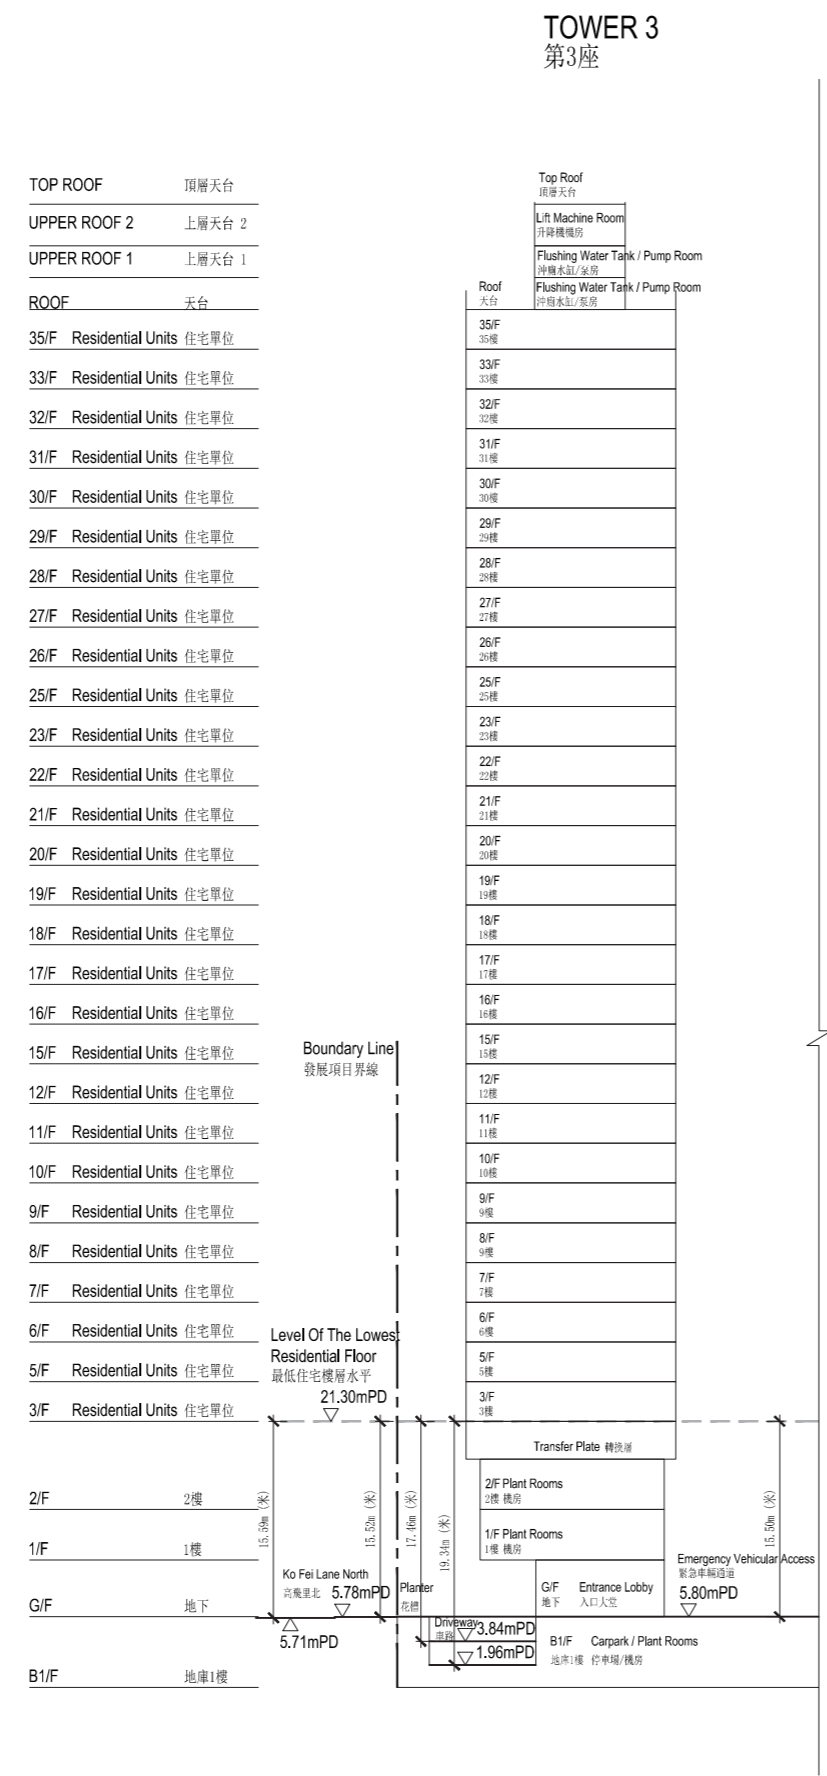 TOWER 3
第3座
TOP ROOF 頂層天台
UPPER ROOF 2 上層天台 2
UPPER ROOF 1 上層天台 1
ROOF 天台
35/F Residential Units 住宅單位
33/F Residential Units 住宅單位
32/F Residential Units 住宅單位
31/F Residential Units 住宅單位
30/F Residential Units 住宅單位
29/F Residential Units 住宅單位
28/F Residential Units 住宅單位
27/F Residential Units 住宅單位
26/F Residential Units 住宅單位
25/F Residential Units 住宅單位
23/F Residential Units 住宅單位
22/F Residential Units 住宅單位
21/F Residential Units 住宅單位
20/F Residential Units 住宅單位
19/F Residential Units 住宅單位
18/F Residential Units 住宅單位
17/F Residential Units 住宅單位
16/F Residential Units 住宅單位
15/F Residential Units 住宅單位
12/F Residential Units 住宅單位
11/F Residential Units 住宅單位
10/F Residential Units 住宅單位
9/F Residential Units 住宅單位
8/F Residential Units 住宅單位
7/F Residential Units 住宅單位
6/F Residential Units 住宅單位
5/F Residential Units 住宅單位
3/F Residential Units 住宅單位
2/F 2樓
1/F 1樓
G/F 地下
B1/F 地庫1樓
Boundary Line
發展項目界線
Level Of The Lowest
Residential Floor
最低住宅樓層水平
21.30mPD
15.59m (米)
15.52m (米)
17.46m (米)
19.34m (米)
15.50m (米)
Ko Fei Lane North
高飛里北 5.78mPD
5.71mPD
Planter
花槽
Driveway
車路
3.84mPD
1.96mPD
Top Roof
頂層天台
Lift Machine Room
升降機機房
Flushing Water Tank / Pump Room
沖廁水缸/泵房
Roof
天台
Flushing Water Tank / Pump Room
沖廁水缸/泵房
35/F
35樓
33/F
33樓
32/F
32樓
31/F
31樓
30/F
30樓
29/F
29樓
28/F
28樓
27/F
27樓
26/F
26樓
25/F
25樓
23/F
23樓
22/F
22樓
21/F
21樓
20/F
20樓
19/F
19樓
18/F
18樓
17/F
17樓
16/F
16樓
15/F
15樓
12/F
12樓
11/F
11樓
10/F
10樓
9/F
9樓
8/F
9樓
7/F
7樓
6/F
6樓
5/F
5樓
3/F
3樓
Transfer Plate 轉換層
2/F Plant Rooms
2樓 機房
1/F Plant Rooms
1樓 機房
G/F Entrance Lobby
地下 入口大堂
B1/F Carpark / Plant Rooms
地庫1樓 停車場/機房
Emergency Vehicular Access
緊急車輛通道
5.80mPD